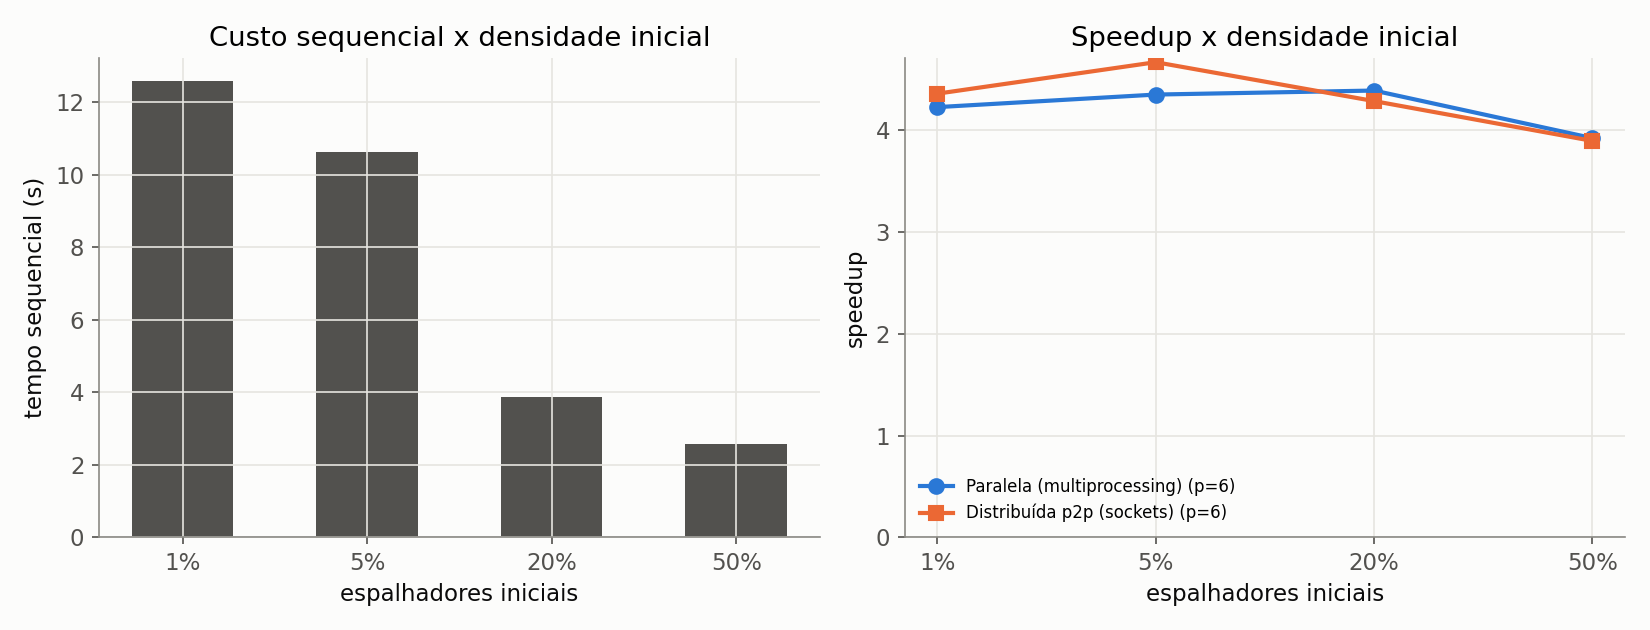 Custo sequencial x densidade inicial
tempo sequencial (s)
12
10
8
6
4
2
0
1%
5%
20%
50%
espalhadores iniciais
Speedup x densidade inicial
speedup
4
3
2
1
0
Paralela (multiprocessing) (p=6)
Distribuída p2p (sockets) (p=6)
1%
5%
20%
50%
espalhadores iniciais